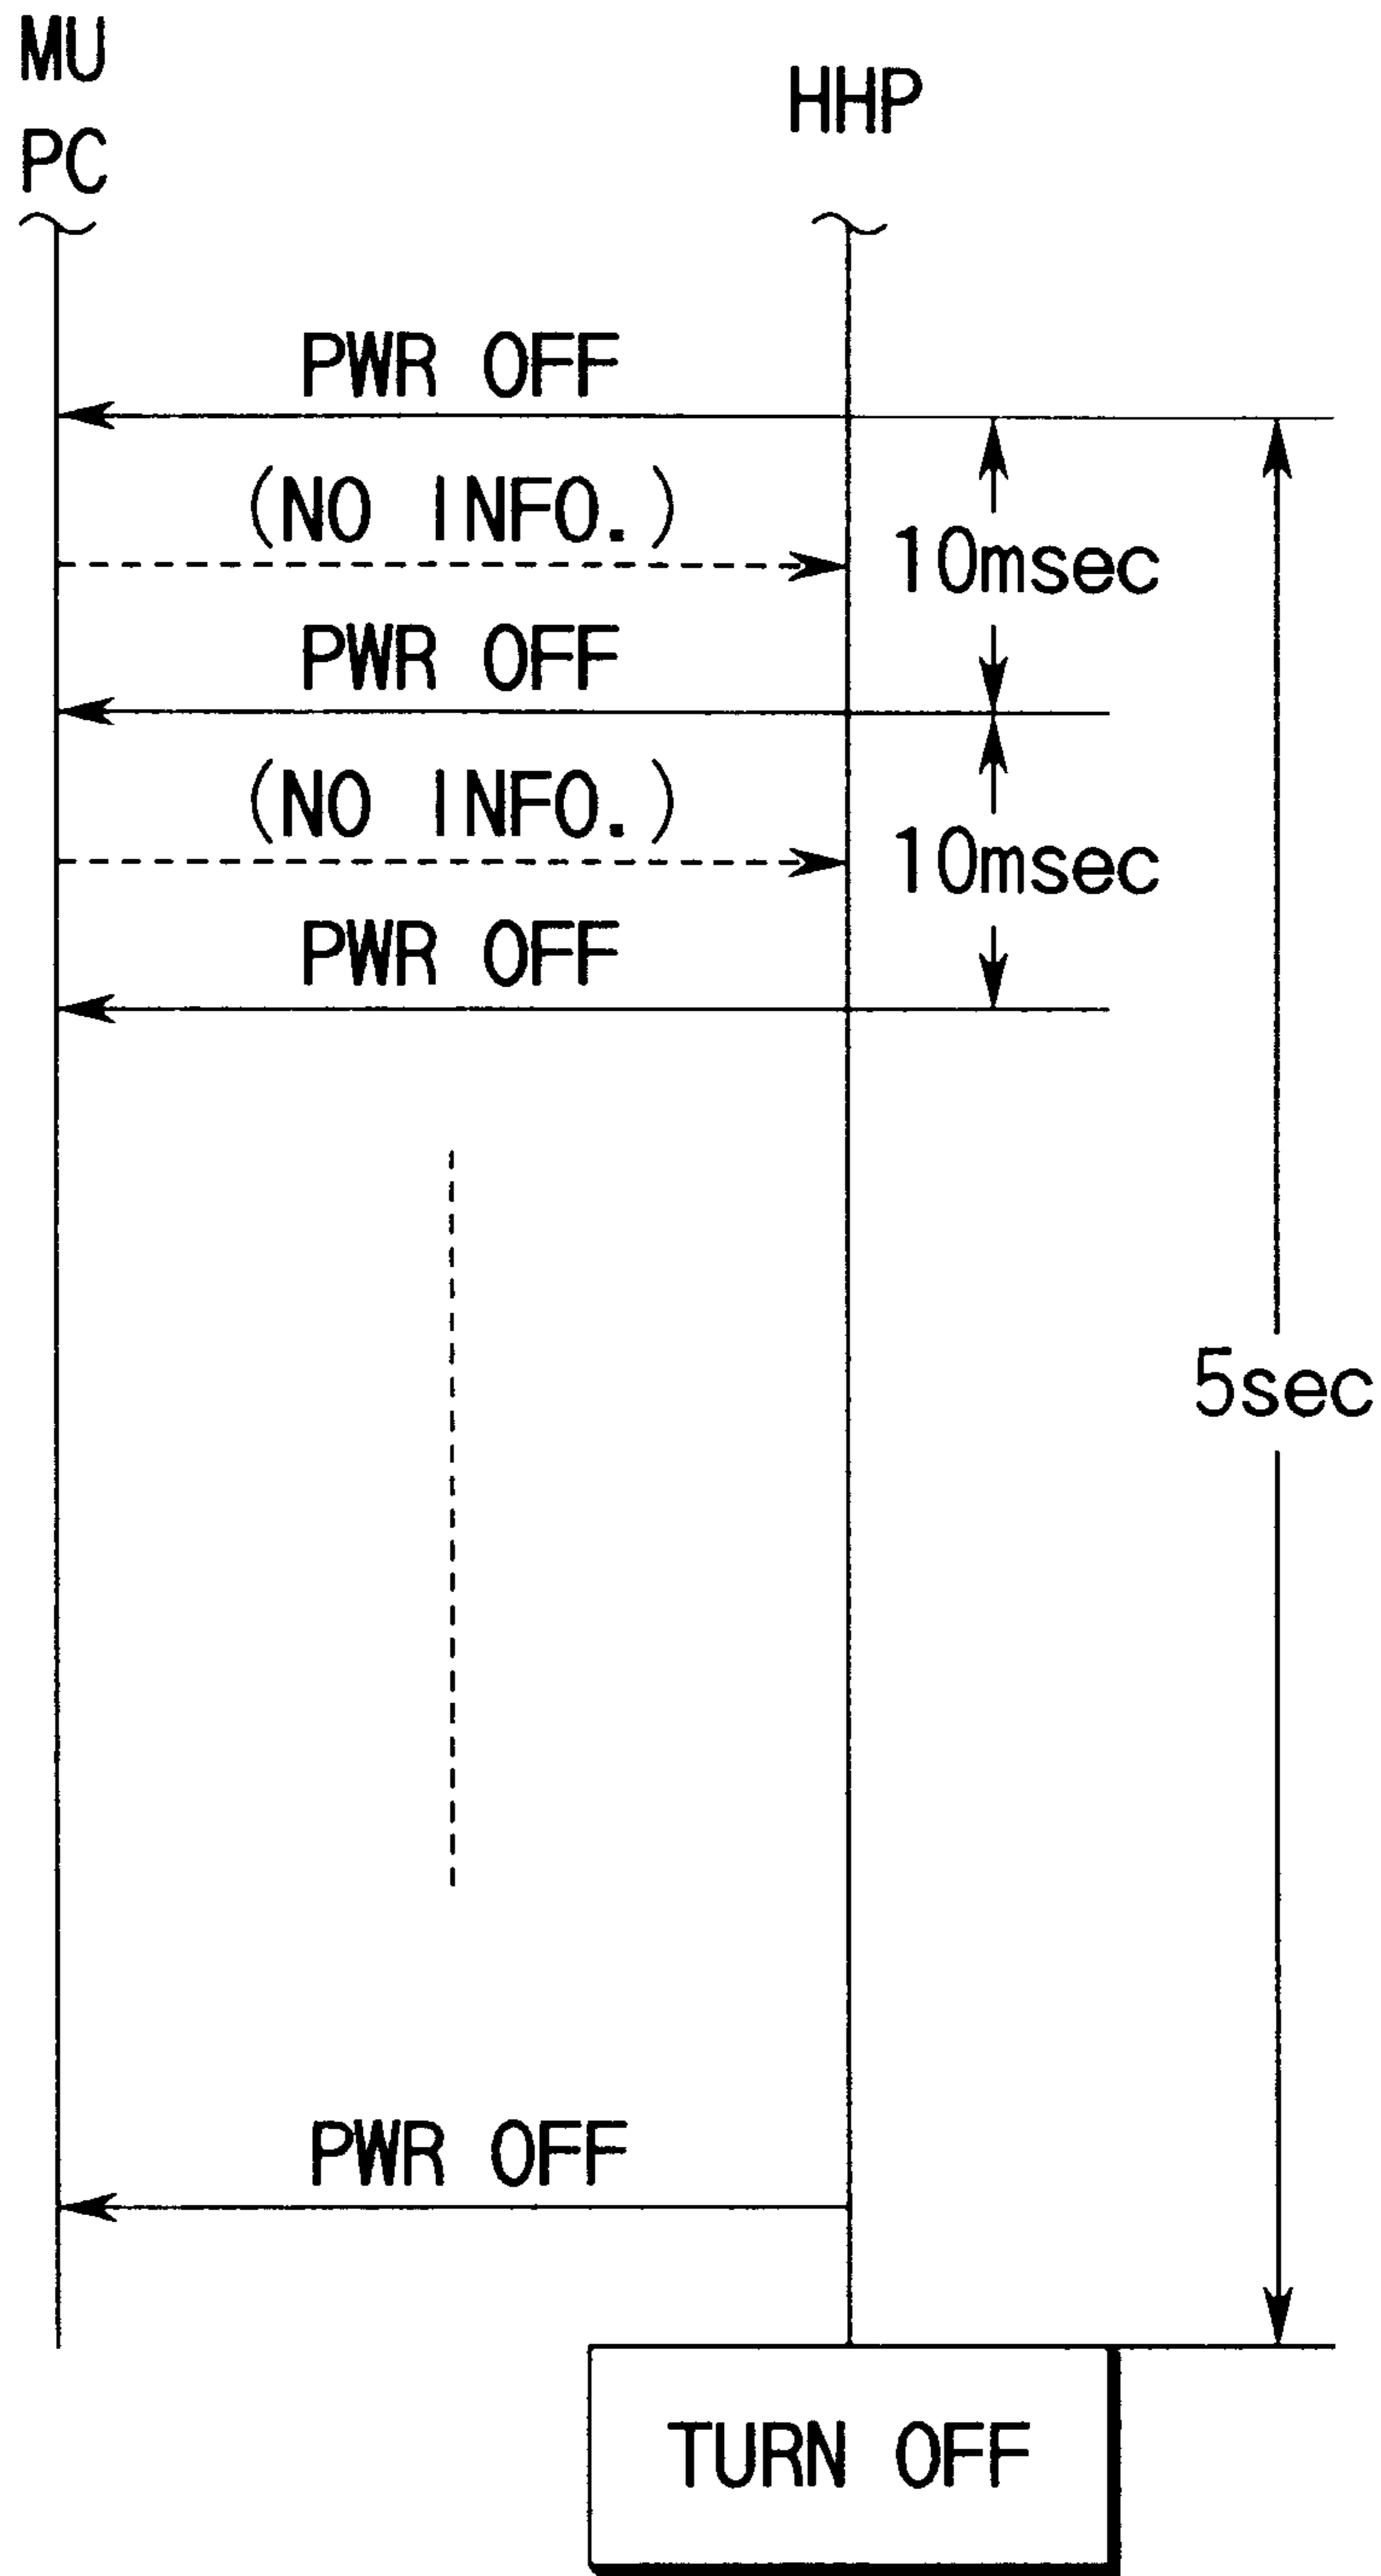 MU
PC
HHP
PWR OFF
(NO INFO.)
10msec
PWR OFF
(NO INFO.)
10msec
PWR OFF
5sec
PWR OFF
TURN OFF